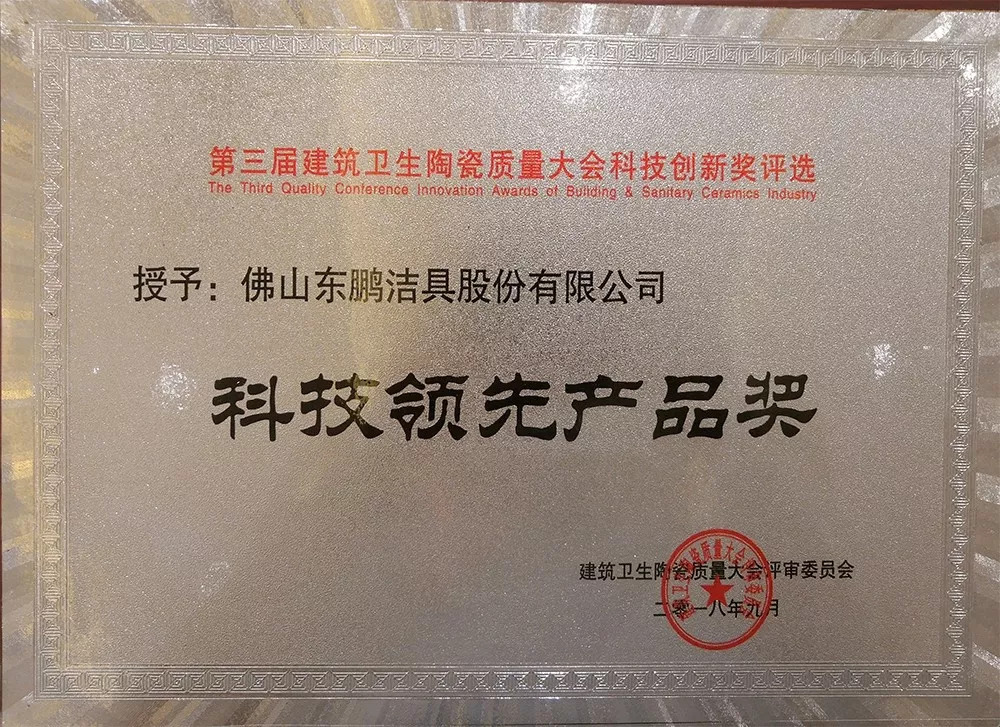 第三届建筑卫生陶瓷质量大会科技创新奖评选
The Third Quality Conference Innovation Awards of Building & Sanitary Ceramics Industry
授予：佛山东鹏洁具股份有限公司
科技领先产品奖
建筑卫生陶瓷质量大会评审委员会
二零一八年九月